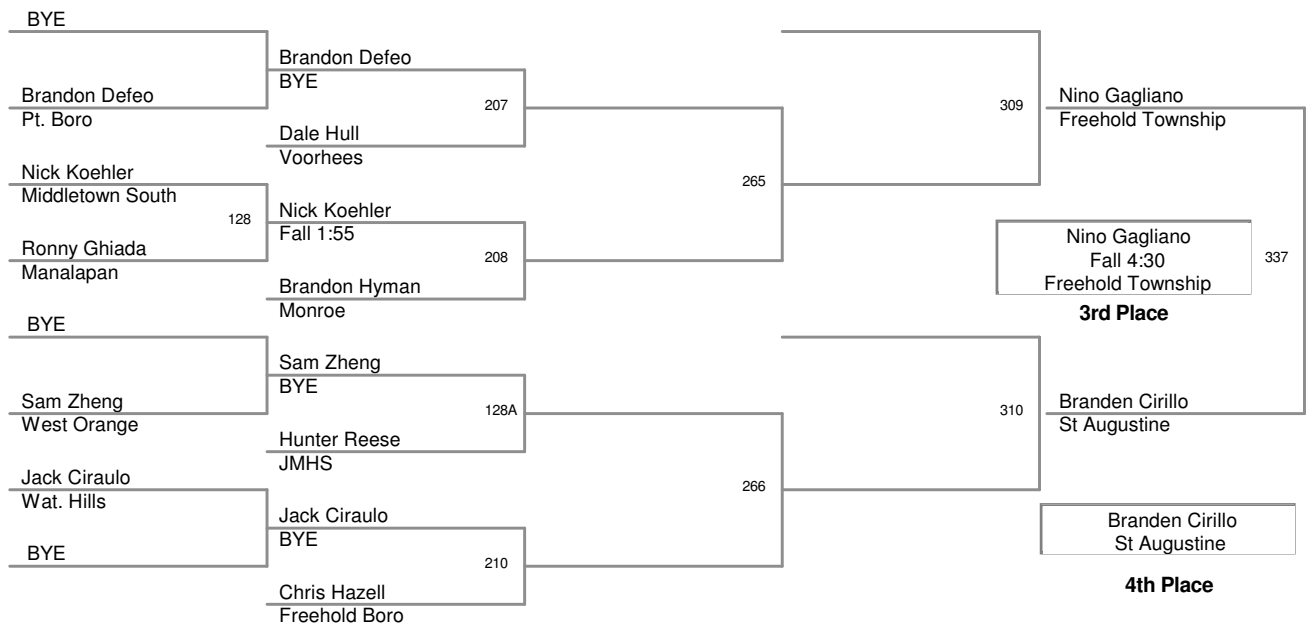 BYE
Brandon Defeo
BYE
Brandon Defeo
Pt. Boro
207
Dale Hull
Voorhees
309
Nino Gagliano
Freehold Township
Nick Koehler
Middletown South
128
Nick Koehler
Fall 1:55
265
Ronny Ghiada
Manalapan
208
Brandon Hyman
Monroe
Nino Gagliano
Fall 4:30
Freehold Township
337
3rd Place
BYE
Sam Zheng
BYE
Sam Zheng
West Orange
128A
Hunter Reese
JMHS
310
Branden Cirillo
St Augustine
Jack Ciraulo
Wat. Hills
266
Jack Ciraulo
BYE
BYE
210
Chris Hazell
Freehold Boro
Branden Cirillo
St Augustine
4th Place